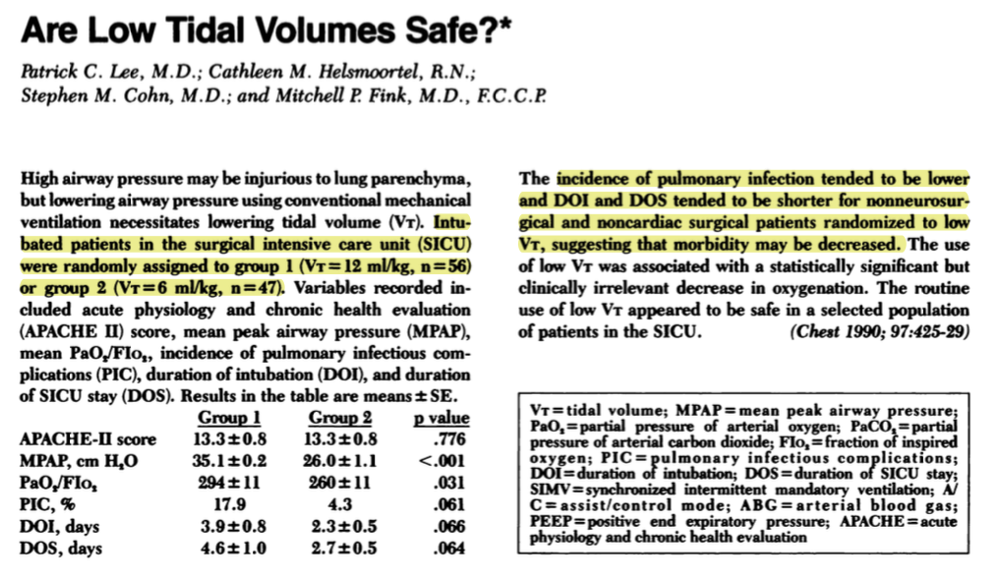 Are Low Tidal Volumes Safe?*
Patrick C. Lee, M.D.; Cathleen M. Helsmoortel, R.N.;
Stephen M. Cohn, M.D.; and Mitchell P. Fink, M.D., F.C.C.P.
High airway pressure may be injurious to lung parenchyma,
but lowering airway pressure using conventional mechanical
ventilation necessitates lowering tidal volume (VT). Intu-
bated patients in the surgical intensive care unit (SICU)
were randomly assigned to group 1 (VT=12 ml/kg, n=56)
or group 2 (VT=6 ml/kg, n=47). Variables recorded in-
cluded acute physiology and chronic health evaluation
(APACHE II) score, mean peak airway pressure (MPAP),
mean PaO₂/FIo₂, incidence of pulmonary infectious com-
plications (PIC), duration of intubation (DOI), and duration
of SICU stay (DOS). Results in the table are means±SE.
Group 1 Group 2 p value
APACHE-II score 13.3±0.8 13.3±0.8 .776
MPAP, cm H₂O 35.1±0.2 26.0±1.1 <.001
PaO₂/FIo₂ 294±11 260±11 .031
PIC, % 17.9 4.3 .061
DOI, days 3.9±0.8 2.3±0.5 .066
DOS, days 4.6±1.0 2.7±0.5 .064
The incidence of pulmonary infection tended to be lower
and DOI and DOS tended to be shorter for nonneurosur-
gical and noncardiac surgical patients randomized to low
VT, suggesting that morbidity may be decreased. The use
of low VT was associated with a statistically significant but
clinically irrelevant decrease in oxygenation. The routine
use of low VT appeared to be safe in a selected population
of patients in the SICU. (Chest 1990; 97:425-29)
VT=tidal volume; MPAP=mean peak airway pressure;
PaO₂=partial pressure of arterial oxygen; PaCO₂=partial
pressure of arterial carbon dioxide; FIo₂=fraction of inspired
oxygen; PIC=pulmonary infectious complications;
DOI=duration of intubation; DOS=duration of SICU stay;
SIMV=synchronized intermittent mandatory ventilation; A/
C=assist/control mode; ABG=arterial blood gas;
PEEP=positive end expiratory pressure; APACHE=acute
physiology and chronic health evaluation